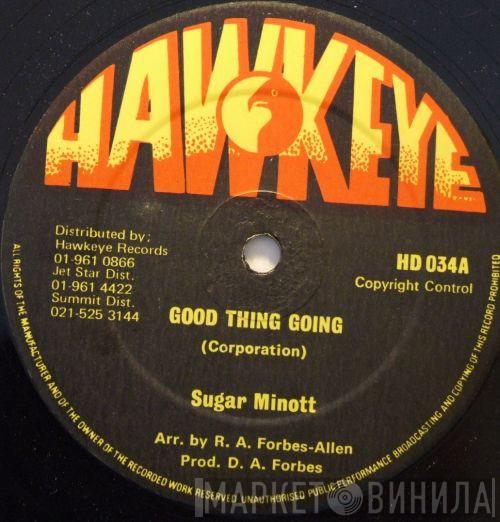 HAWKEYE
Distributed by;
Hawkeye Records
01-961 0866
Jet Star Dist.
01-961 4422
Summit Dist.
021-525 3144
HD 034A
Copyright Control
GOOD THING GOING
(Corporation)
Sugar Minott
Arr. by R. A. Forbes-Allen
Prod. D. A. Forbes
ALL RIGHTS OF THE MANUFACTURER AND OF THE OWNER OF THE RECORDED WORK RESERVED. UNAUTHORISED PUBLIC PERFORMANCE BROADCASTING AND COPYING OF THIS RECORD PROHIBITED
МАРКЕТ ВИНИЛА